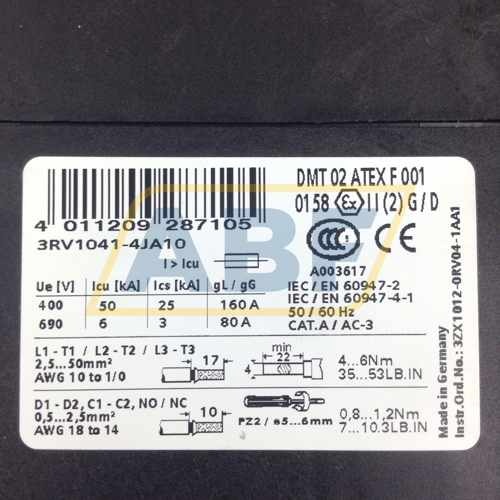 4 011209 287105
3RV1041-4JA10
DMT 02 ATEX F 001
0158 Ex II (2) G/D
CCC
A003617
I > Icu
Ue [V] Icu [kA] Ics [kA] gL / gG
400 50 25 160 A
690 6 3 80 A
IEC / EN 60947-2
IEC / EN 60947-4-1
50 / 60 Hz
CAT.A / AC-3
L1 - T1 / L2 - T2 / L3 - T3
2,5...50mm²
AWG 10 to 1/0
17
min
22
4
4...6Nm
35...53LB.IN
D1 - D2, C1 - C2, NO / NC
0,5...2,5mm²
AWG 18 to 14
10
PZ2 / ø5...6mm
0,8...1,2Nm
7...10.3LB.IN
Made in Germany
Instr.Ord.No.: 3ZX1012-0RV04-1AA1
ABF